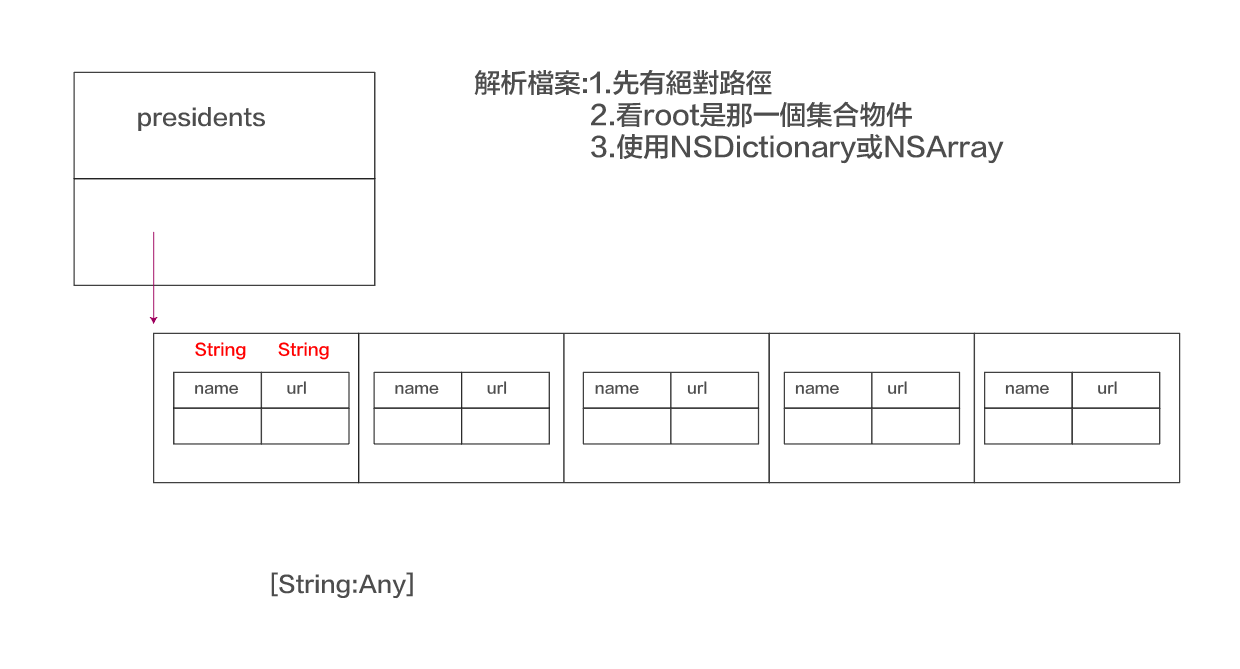 presidents
解析檔案:1.先有絕對路徑
2.看root是那一個集合物件
3.使用NSDictionary或NSArray
String String
name url name url name url name url name url
[String:Any]